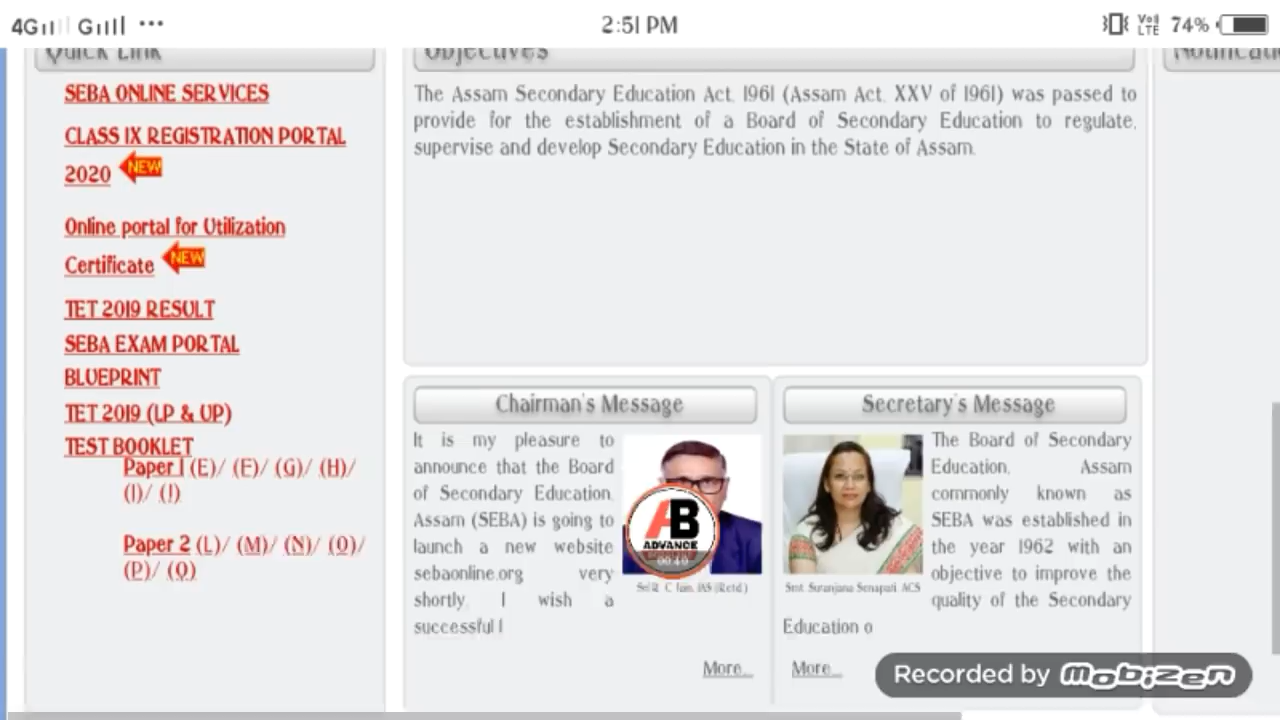 4G G ...
2:51 PM
Vo LTE 74%
Quick Link
SEBA ONLINE SERVICES
CLASS IX REGISTRATION PORTAL
2020 NEW
Online portal for Utilization
Certificate NEW
TET 2019 RESULT
SEBA EXAM PORTAL
BLUEPRINT
TET 2019 (LP & UP)
TEST BOOKLET
Paper 1 (E)/ (F)/ (G)/ (H)/
(I)/ (J)
Paper 2 (L)/ (M)/ (N)/ (O)/
(P)/ (Q)
Objectives
The Assam Secondary Education Act, 1961 (Assam Act, XXV of 1961) was passed to
provide for the establishment of a Board of Secondary Education to regulate,
supervise and develop Secondary Education in the State of Assam.
Chairman's Message
It is my pleasure to
announce that the Board
of Secondary Education,
Assam (SEBA) is going to
launch a new website
sebaonline.org very
shortly. I wish a
successful l
AB
ADVANCE
00:40
C Jain, IAS (Retd.)
More...
Secretary's Message
The Board of Secondary
Education, Assam
commonly known as
SEBA was established in
the year 1962 with an
objective to improve the
quality of the Secondary
Education o
Smt. Suranjana Senapati, ACS
More...
Notificati
Recorded by mobizen